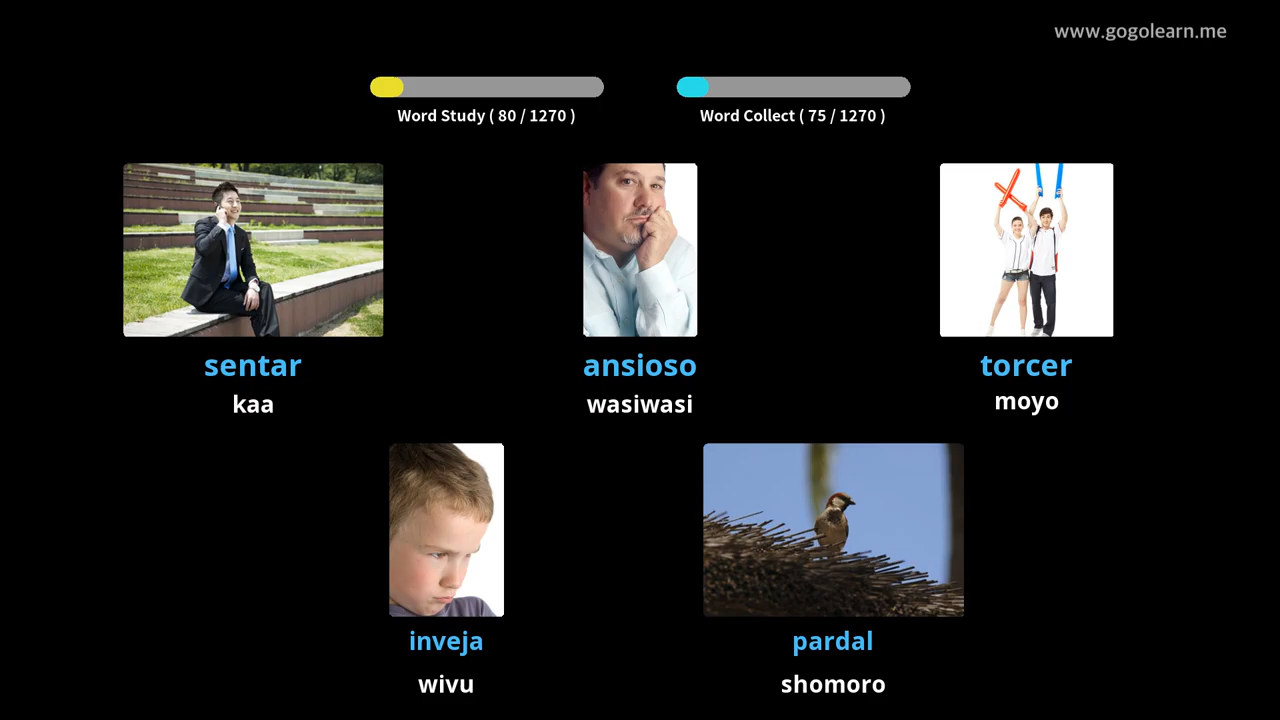 www.gogolearn.me
Word Study ( 80 / 1270 )
Word Collect ( 75 / 1270 )
sentar
kaa
ansioso
wasiwasi
torcer
moyo
inveja
wivu
pardal
shomoro